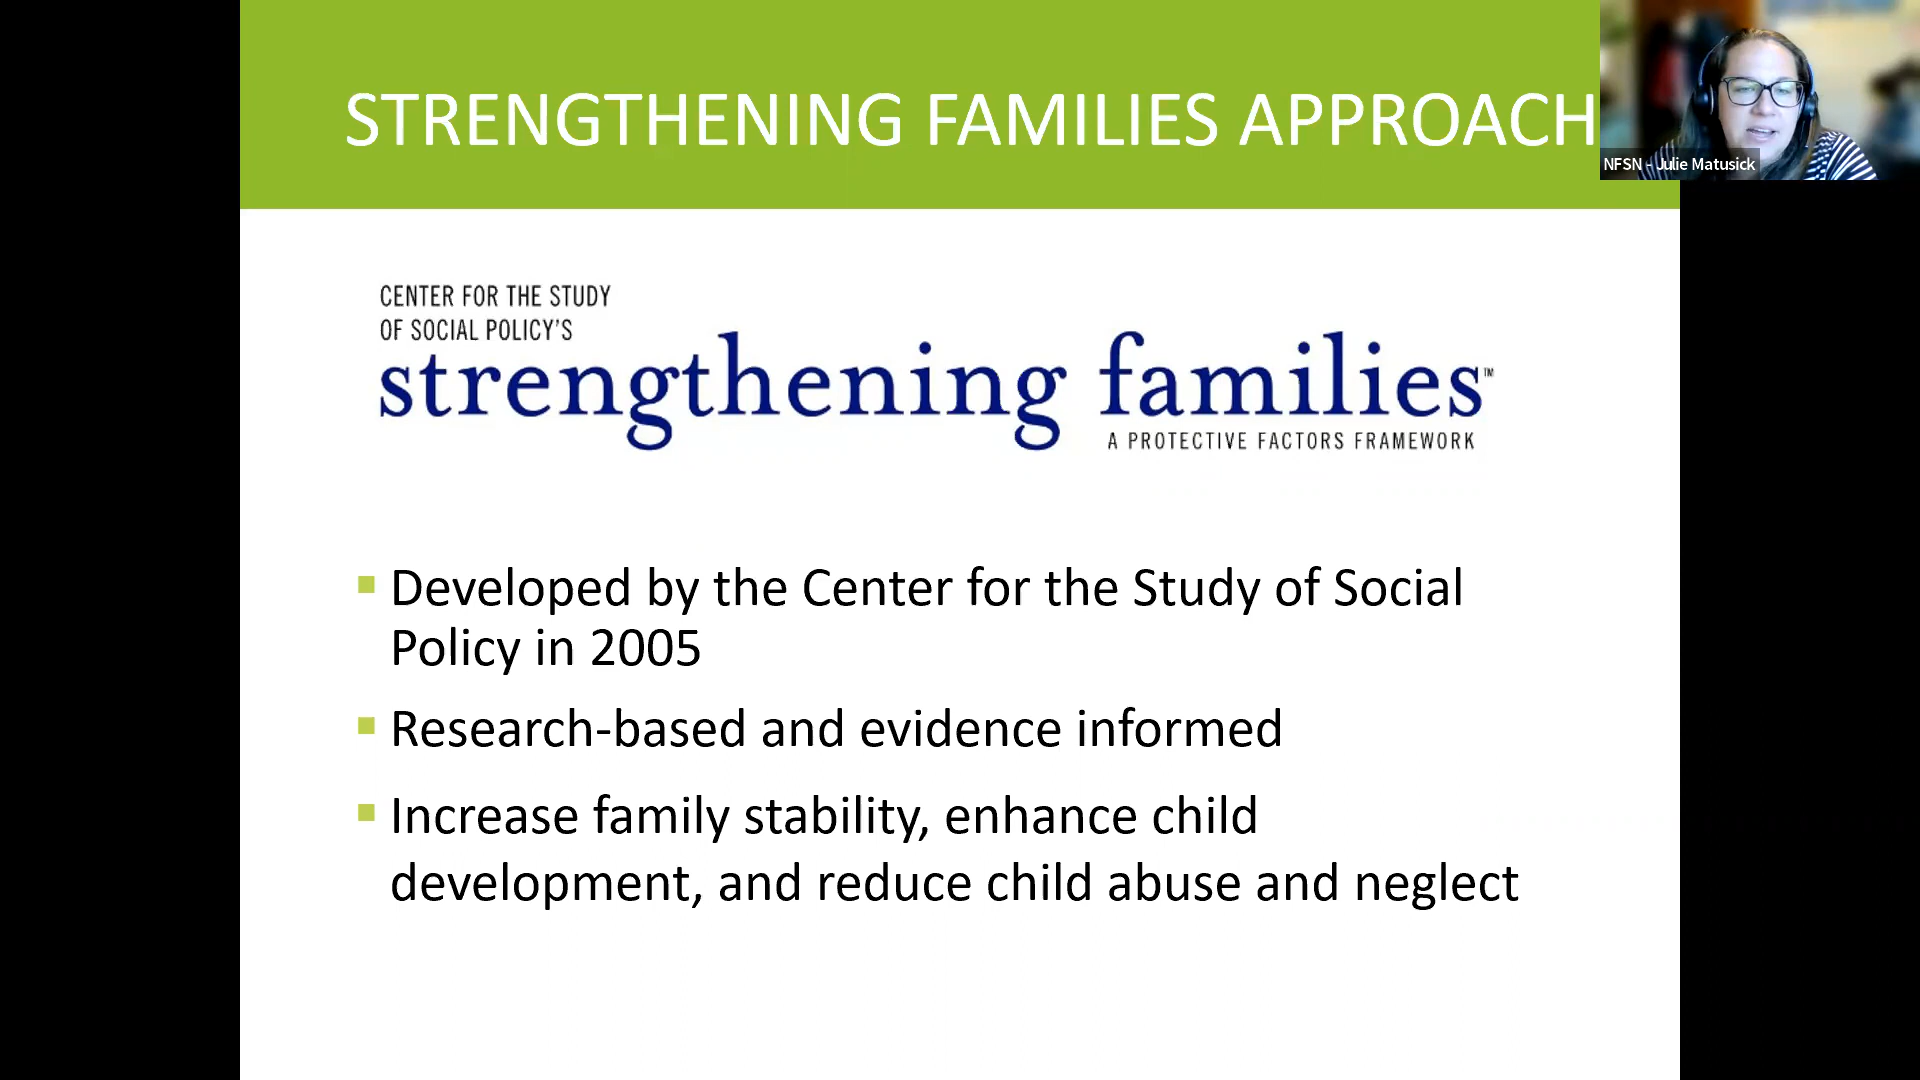 STRENGTHENING FAMILIES APPROACH
NFSN - Julie Matusick
CENTER FOR THE STUDY
OF SOCIAL POLICY'S
strengthening families™
A PROTECTIVE FACTORS FRAMEWORK
Developed by the Center for the Study of Social
Policy in 2005
Research-based and evidence informed
Increase family stability, enhance child
development, and reduce child abuse and neglect